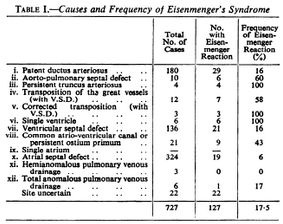 TABLE I.—Causes and Frequency of Eisenmenger's Syndrome
Total No. of Cases
No. with Eisenmenger Reaction
Frequency of Eisenmenger Reaction (%)
i. Patent ductus arteriosus .. .. 180 29 16
ii. Aorto-pulmonary septal defect .. 10 6 60
iii. Persistent truncus arteriosus .. 4 4 100
iv. Transposition of the great vessels
(with V.S.D.) .. .. .. 12 7 58
v. Corrected transposition (with
V.S.D.) .. .. .. .. 3 3 100
vi. Single ventricle .. .. .. 6 6 100
vii. Ventricular septal defect .. .. 136 21 16
viii. Common atrio-ventricular canal or
persistent ostium primum .. 21 9 43
ix. Single atrium .. .. .. — —
x. Atrial septal defect .. .. .. 324 19 6
xi. Hemianomalous pulmonary venous
drainage .. .. .. .. 3 0 0
xii. Total anomalous pulmonary venous
drainage .. .. .. .. 6 1 17
Site uncertain .. .. .. 22 22
727 127 17·5